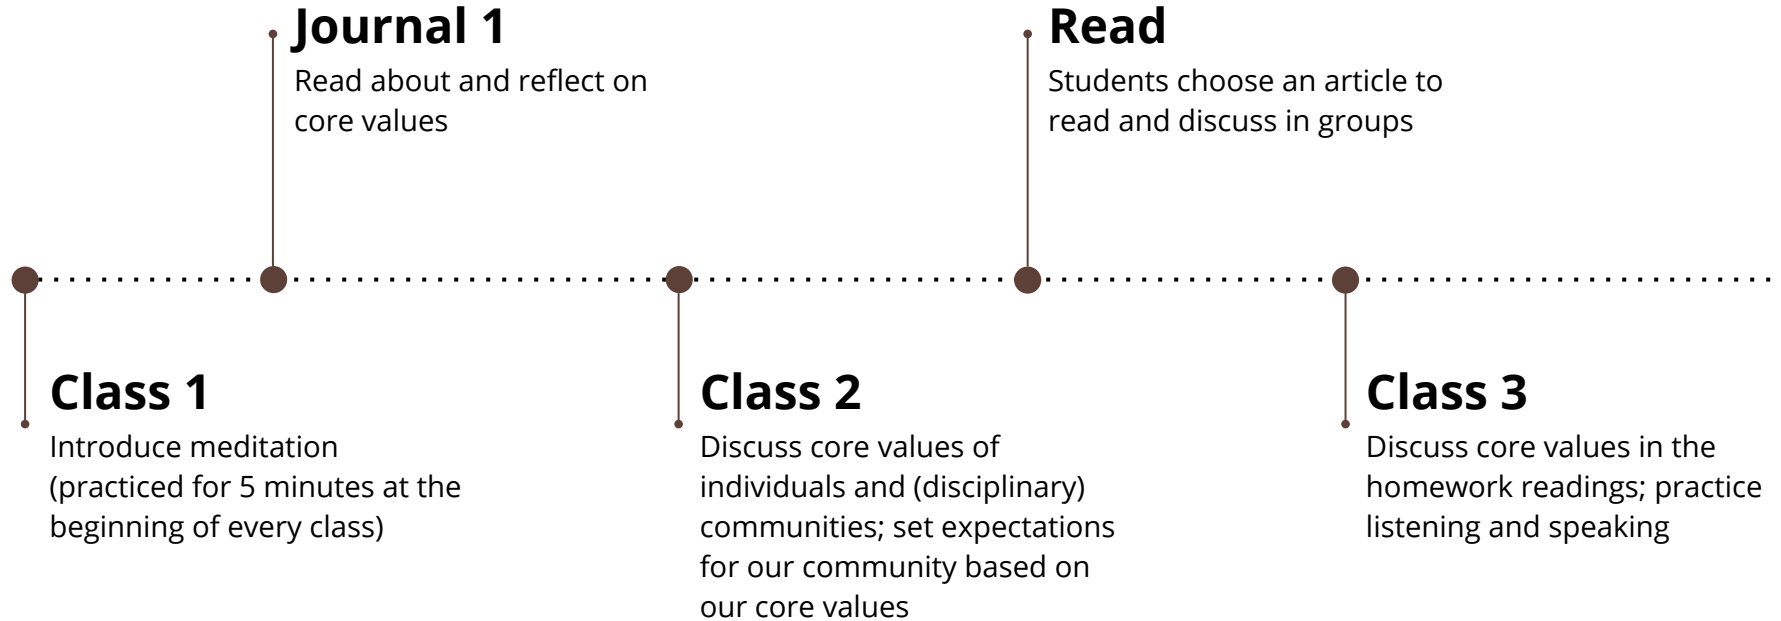 Journal 1
Read about and reflect on
core values
Read
Students choose an article to
read and discuss in groups
Class 1
Introduce meditation
(practiced for 5 minutes at the
beginning of every class)
Class 2
Discuss core values of
individuals and (disciplinary)
communities; set expectations
for our community based on
our core values
Class 3
Discuss core values in the
homework readings; practice
listening and speaking